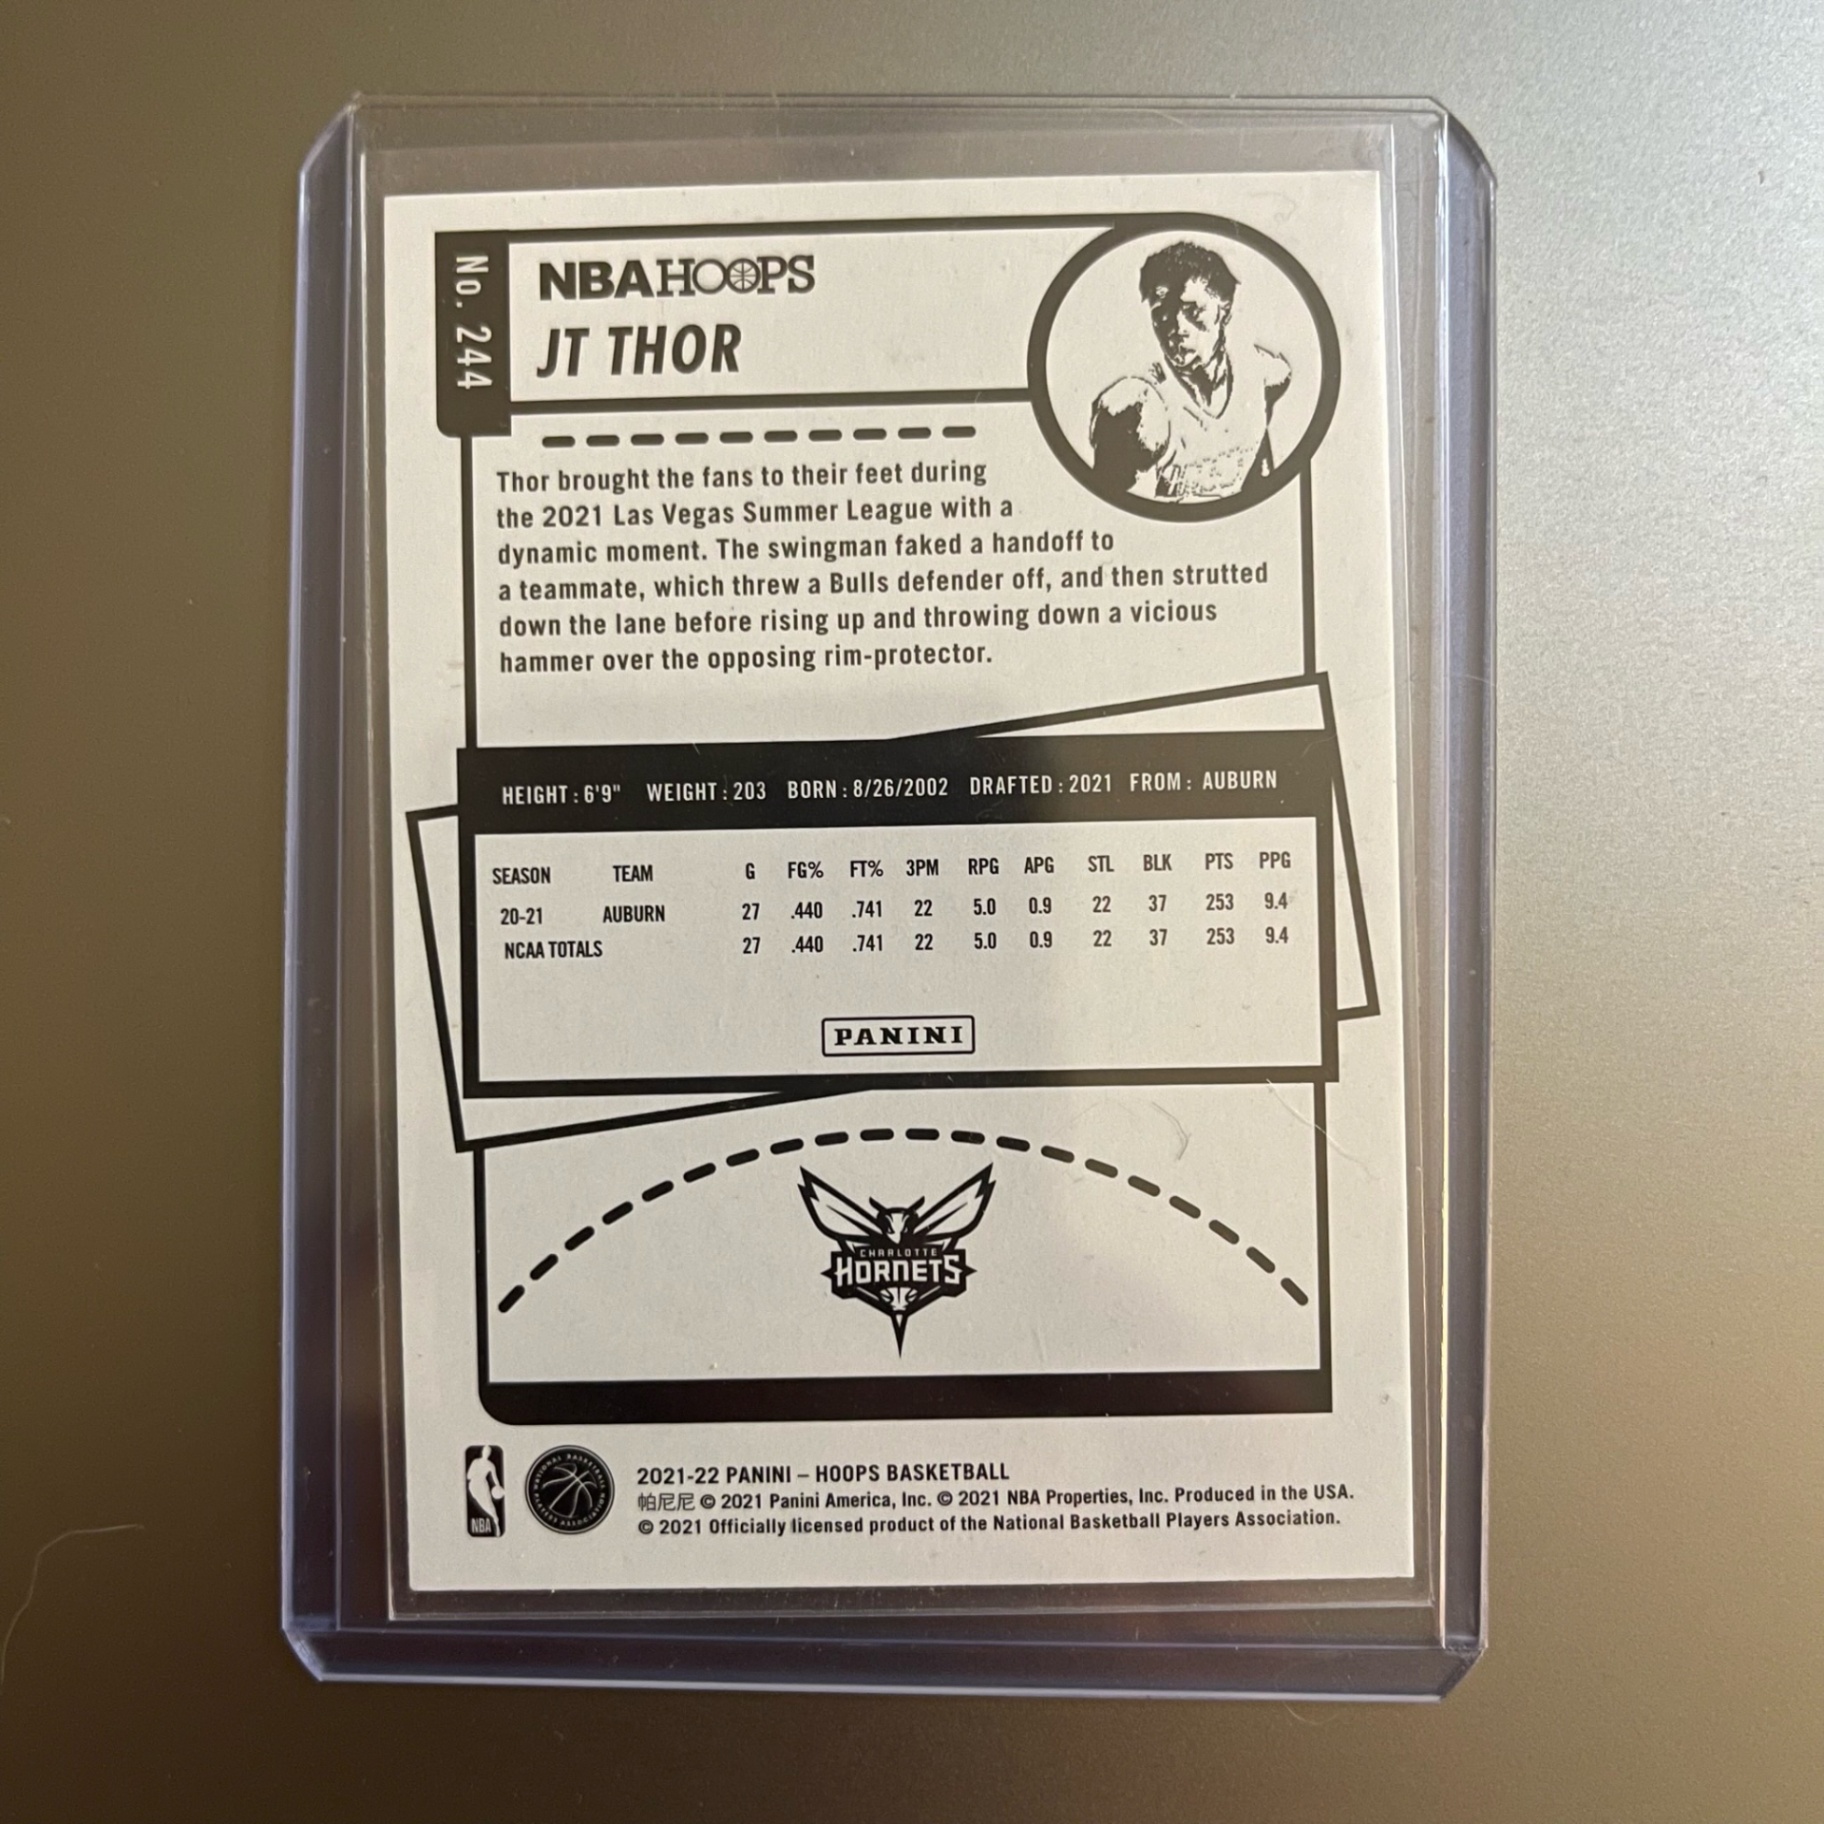 No. 244
NBA HOOPS
JT THOR
Thor brought the fans to their feet during
the 2021 Las Vegas Summer League with a
dynamic moment. The swingman faked a handoff to
a teammate, which threw a Bulls defender off, and then strutted
down the lane before rising up and throwing down a vicious
hammer over the opposing rim-protector.
HEIGHT: 6'9" WEIGHT: 203 BORN: 8/26/2002 DRAFTED: 2021 FROM: AUBURN
SEASON TEAM G FG% FT% 3PM RPG APG STL BLK PTS PPG
20-21 AUBURN 27 .440 .741 22 5.0 0.9 22 37 253 9.4
NCAA TOTALS 27 .440 .741 22 5.0 0.9 22 37 253 9.4
PANINI
CHARLOTTE
HORNETS
NBA
NATIONAL BASKETBALL PLAYERS ASSOCIATION
2021-22 PANINI – HOOPS BASKETBALL
帕尼尼 © 2021 Panini America, Inc. © 2021 NBA Properties, Inc. Produced in the USA.
© 2021 Officially licensed product of the National Basketball Players Association.